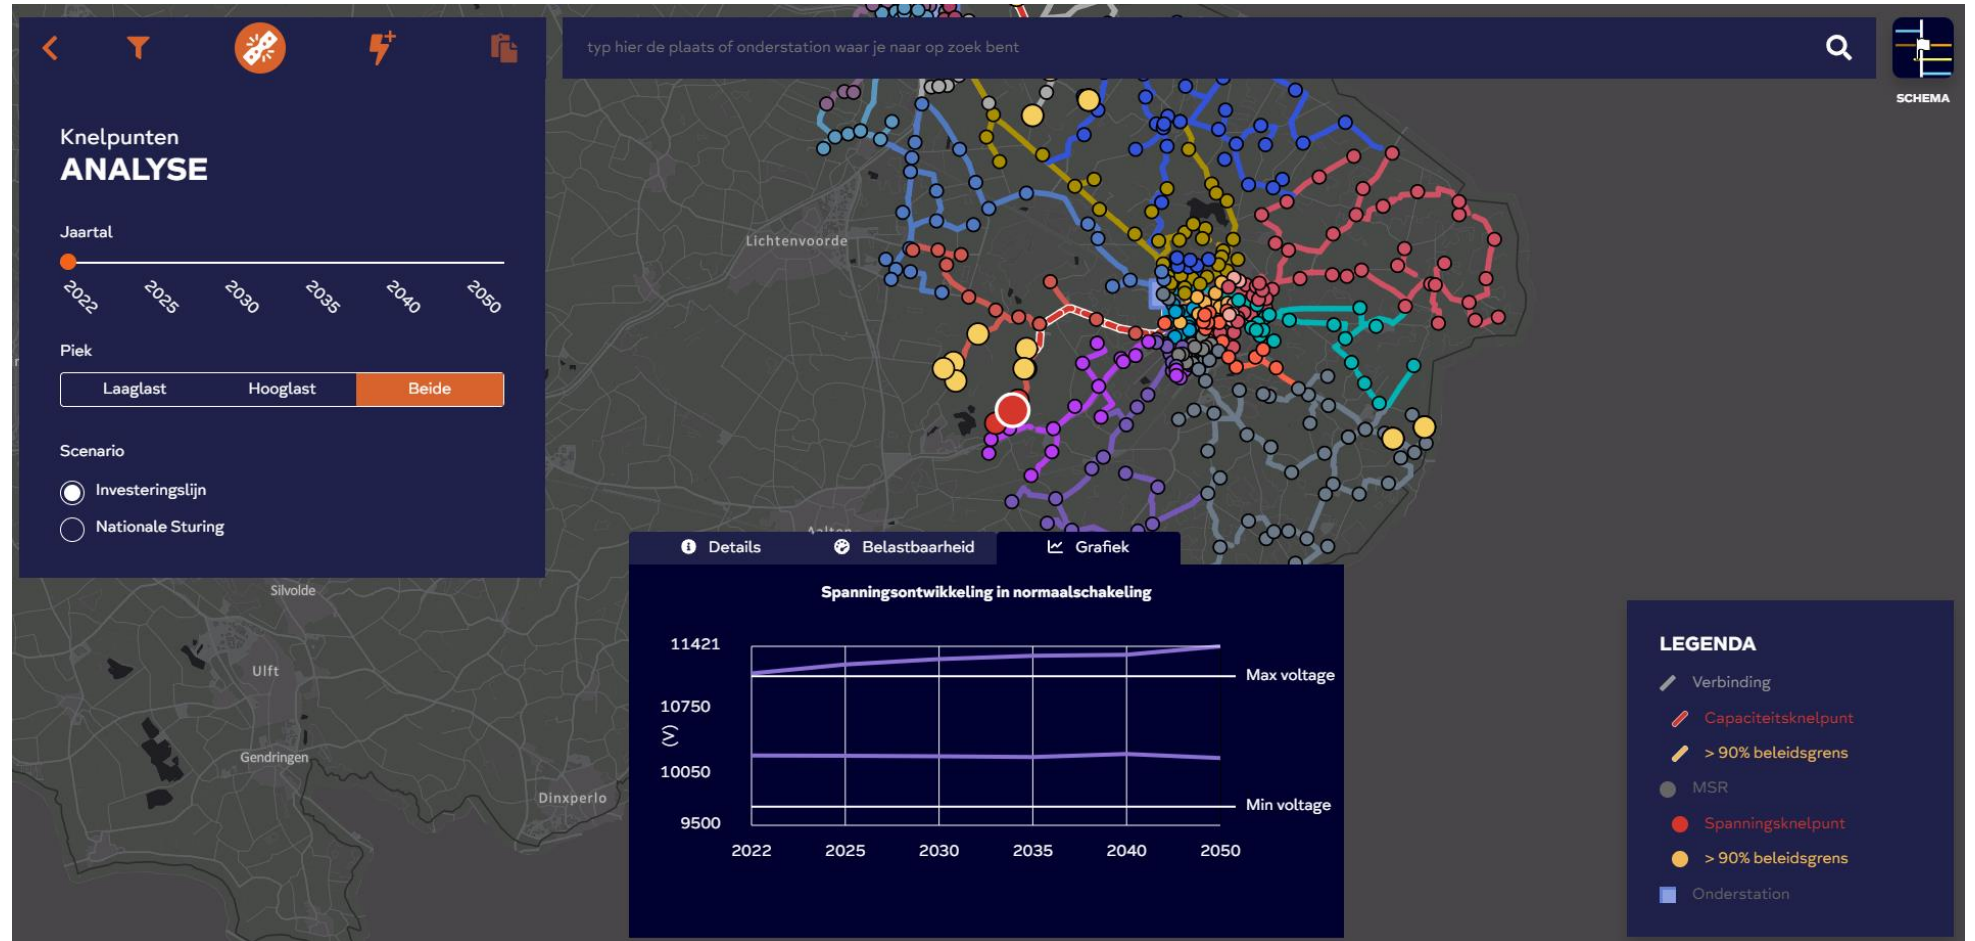 typ hier de plaats of onderstation waar je naar op zoek bent
SCHEMA
Knelpunten
ANALYSE
Jaartal
2022 2025 2030 2035 2040 2050
Piek
Laaglast Hooglast Beide
Scenario
Investeringslijn
Nationale Sturing
Lichtenvoorde
Aalten
Silvolde
Ulft
Gendringen
Dinxperlo
Details Belastbaarheid Grafiek
Spanningsontwikkeling in normaalschakeling
11421
10750
(V)
10050
9500
Max voltage
Min voltage
2022 2025 2030 2035 2040 2050
LEGENDA
Verbinding
Capaciteitsknelpunt
> 90% beleidsgrens
MSR
Spanningsknelpunt
> 90% beleidsgrens
Onderstation